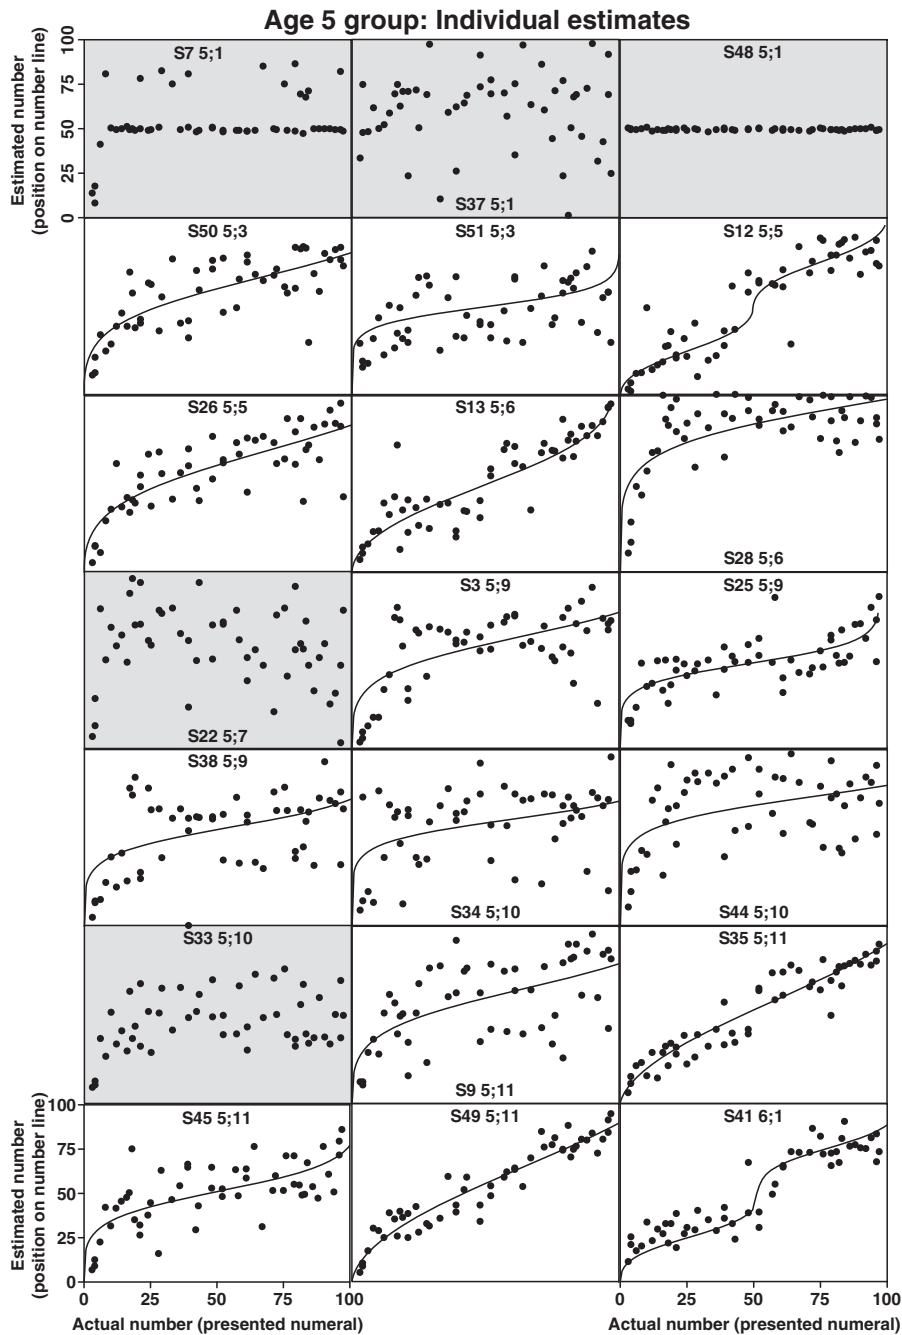 Age 5 group: Individual estimates
Estimated number
(position on number line)
100
75
50
25
0
S7 5;1
S37 5;1
S48 5;1
S50 5;3
S51 5;3
S12 5;5
S26 5;5
S13 5;6
S28 5;6
S22 5;7
S3 5;9
S25 5;9
S38 5;9
S34 5;10
S44 5;10
S33 5;10
S9 5;11
S35 5;11
Estimated number
(position on number line)
100
75
50
25
0
S45 5;11
S49 5;11
S41 6;1
0 25 50 75 100
0 25 50 75 100
Actual number (presented numeral)
Actual number (presented numeral)